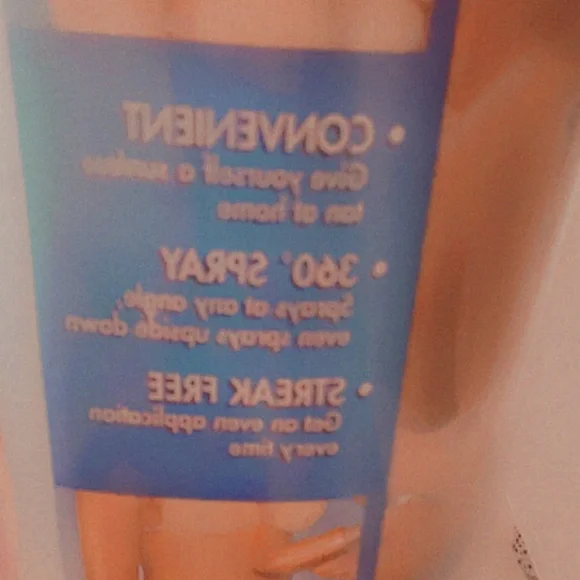 • CONVENIENT
Give yourself a sunless
tan at home
• 360° SPRAY
Sprays at any angle,
even sprays upside down
• STREAK FREE
Get an even application
every time